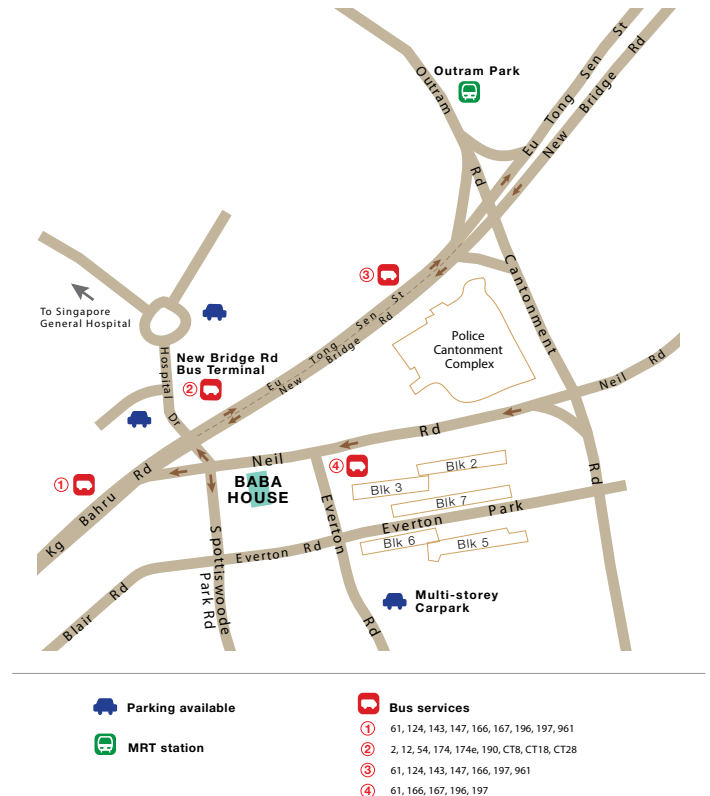 Outram Park
Outram
Rd
Eu Tong Sen St
New Bridge Rd
Cantonment
Rd
③
Eu Tong Sen St
New Bridge Rd
To Singapore
General Hospital
Police
Cantonment
Complex
New Bridge Rd
Bus Terminal
②
Hospital
Dr
Neil Rd
Rd
Neil
④
①
Kg Bahru Rd
BABA
HOUSE
Blk 2
Blk 3
Blk 7
Everton Park
Blk 6
Blk 5
Everton
Rd
Everton Rd
Spottiswoode
Park Rd
Blair Rd
Multi-storey
Carpark
Parking available
MRT station
Bus services
① 61, 124, 143, 147, 166, 167, 196, 197, 961
② 2, 12, 54, 174, 174e, 190, CT8, CT18, CT28
③ 61, 124, 143, 147, 166, 197, 961
④ 61, 166, 167, 196, 197